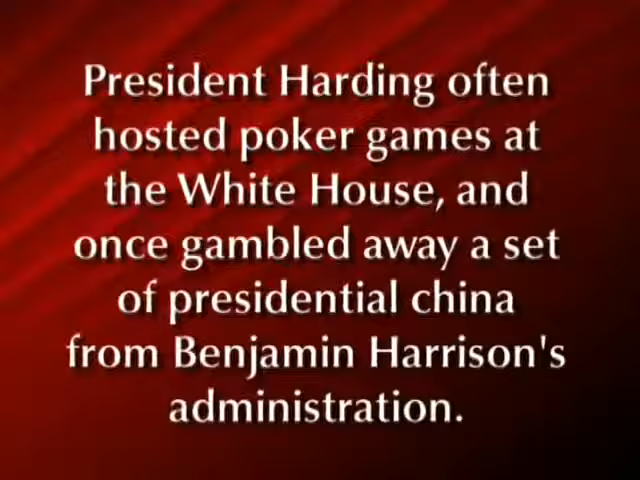 President Harding often
hosted poker games at
the White House, and
once gambled away a set
of presidential china
from Benjamin Harrison's
administration.